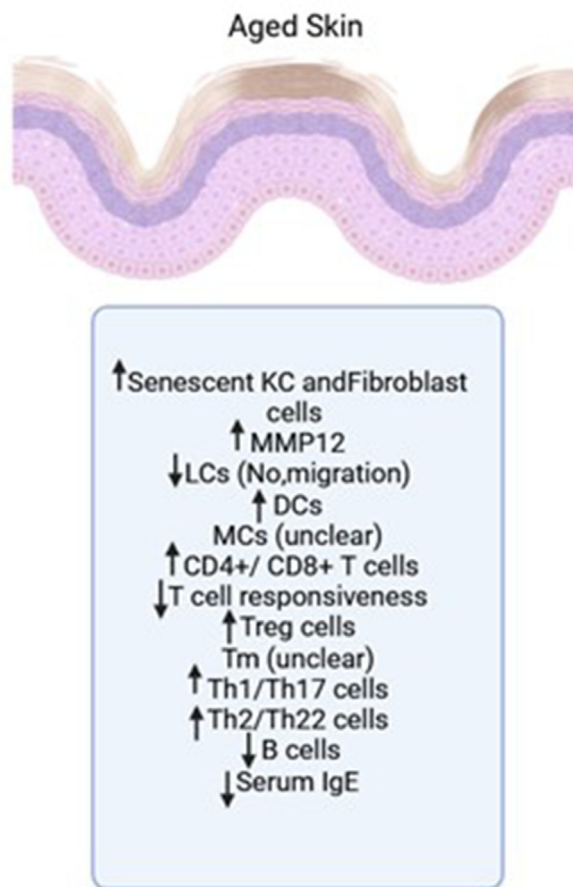 Aged Skin
↑Senescent KC andFibroblast
cells
↑ MMP12
↓LCs (No,migration)
↑ DCs
MCs (unclear)
↑CD4+/ CD8+ T cells
↓T cell responsiveness
↑Treg cells
Tm (unclear)
↑ Th1/Th17 cells
↑Th2/Th22 cells
↓ B cells
↓Serum IgE